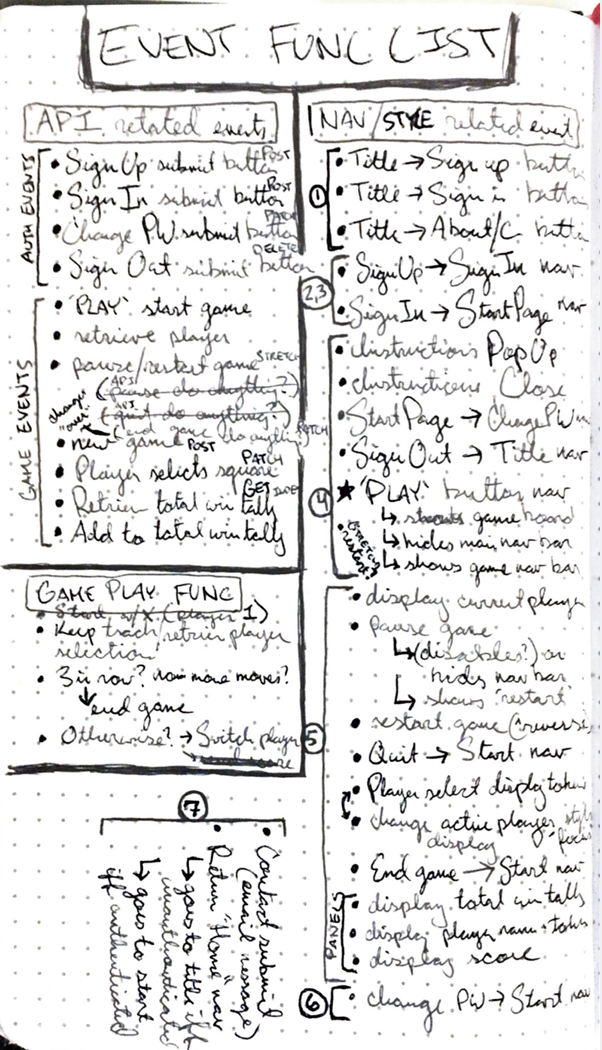 EVENT FUNC LIST
API related events
AUTH EVENTS
• Sign Up submit button POST
• Sign In submit button POST
• Change PW submit button PATCH
• Sign Out submit button DELETE
GAME EVENTS
• 'PLAY' start game
• retrieve player
• pause/restart game STRETCH
(API pause do anything?)
(API quit do anything?)
change "over"
(end game (do anything) PATCH
• new game POST
• Player selects square PATCH
• Retrieve total win tally GET INDEX
• Add to total win tally
GAME PLAY FUNC
• Start w/X (player 1)
• Keep track/retrieve player
selection!
• 3 in row? no more moves?
↳ end game
• Otherwise? → Switch player
NAV/STYLE related event
①
• Title → Sign up button
• Title → Sign in button
• Title → About/C button
2,3
• Sign Up → Sign In nav
• Sign In → Start Page nav
④
• Instructions Pop Up
• Instructions Close
• Start Page → Change PW
• Sign Out → Title nav
★ 'PLAY' button nav
↳ game board
↳ hides main nav bar
↳ shows game nav bar
STRETCH restart?
⑤
• display current player
• Pause game
↳ (disables?) or
hides nav bar
↳ shows 'restart'
• restart game (reverse)
• Quit → Start nav
• Player select display token
• change active player style
display focus
• End game → Start nav
PANELS
• display total win tally
• display player name + token
• display score
⑥
• change PW → Start nav
⑦
• Contact submit
(email message)
• Return "Home" nav
↳ goes to title iff
unauthenticated
↳ goes to start
iff authenticated